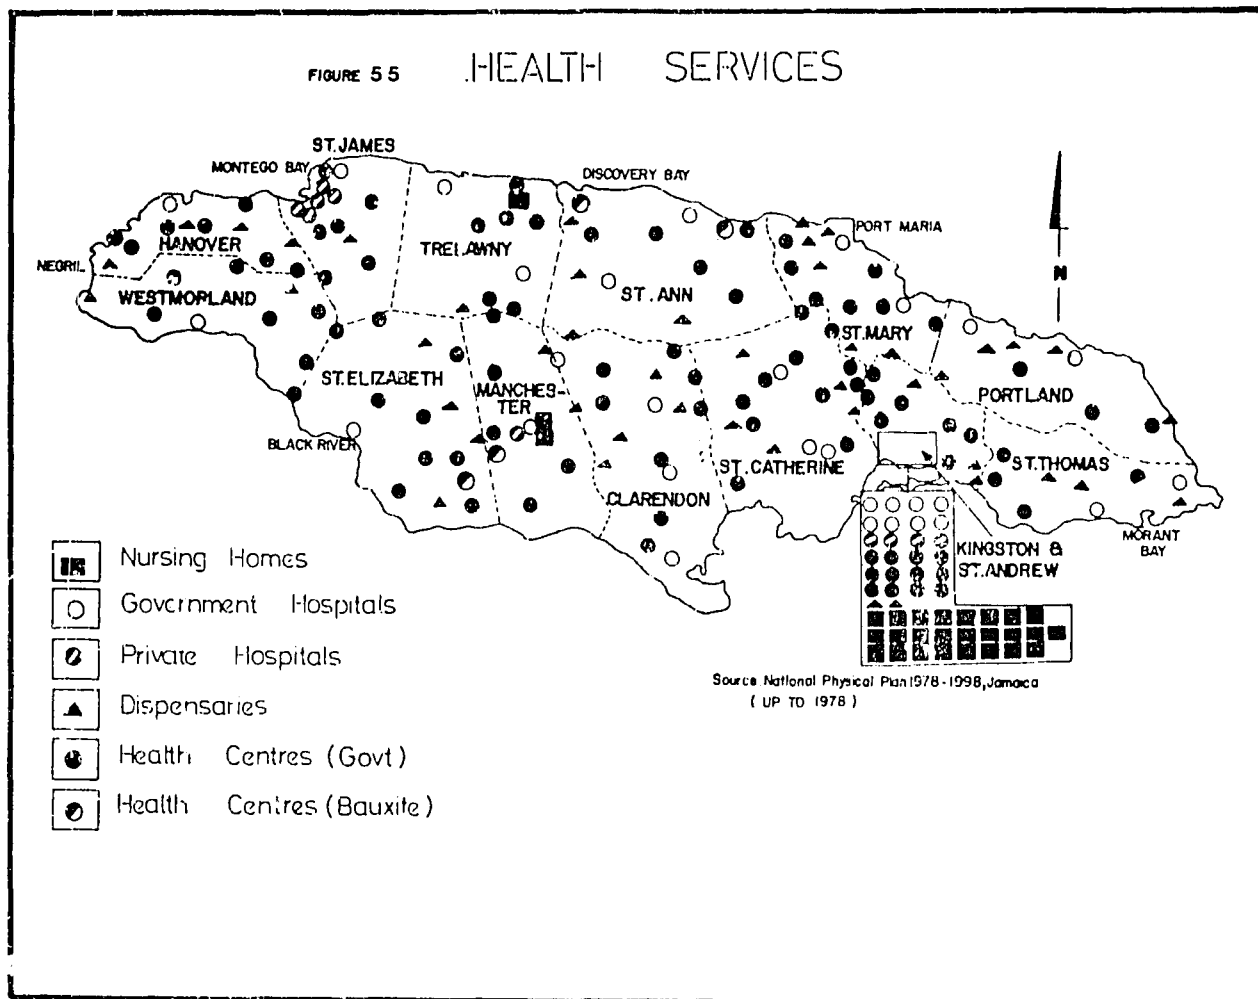 FIGURE 5 5 HEALTH SERVICES
ST. JAMES
MONTEGO BAY
DISCOVERY BAY
PORT MARIA
HANOVER
TRELAWNY
NEGRIL
N
WESTMORLAND
ST. ANN
ST. MARY
ST. ELIZABETH
MANCHES-
TER
PORTLAND
BLACK RIVER
ST. CATHERINE
ST. THOMAS
CLARENDON
MORANT
BAY
KINGSTON &
ST. ANDREW
Nursing Homes
Government Hospitals
Private Hospitals
Dispensaries
Health Centres (Govt)
Health Centres (Bauxite)
Source National Physical Plan 1978-1998, Jamaica
( UP TO 1978 )